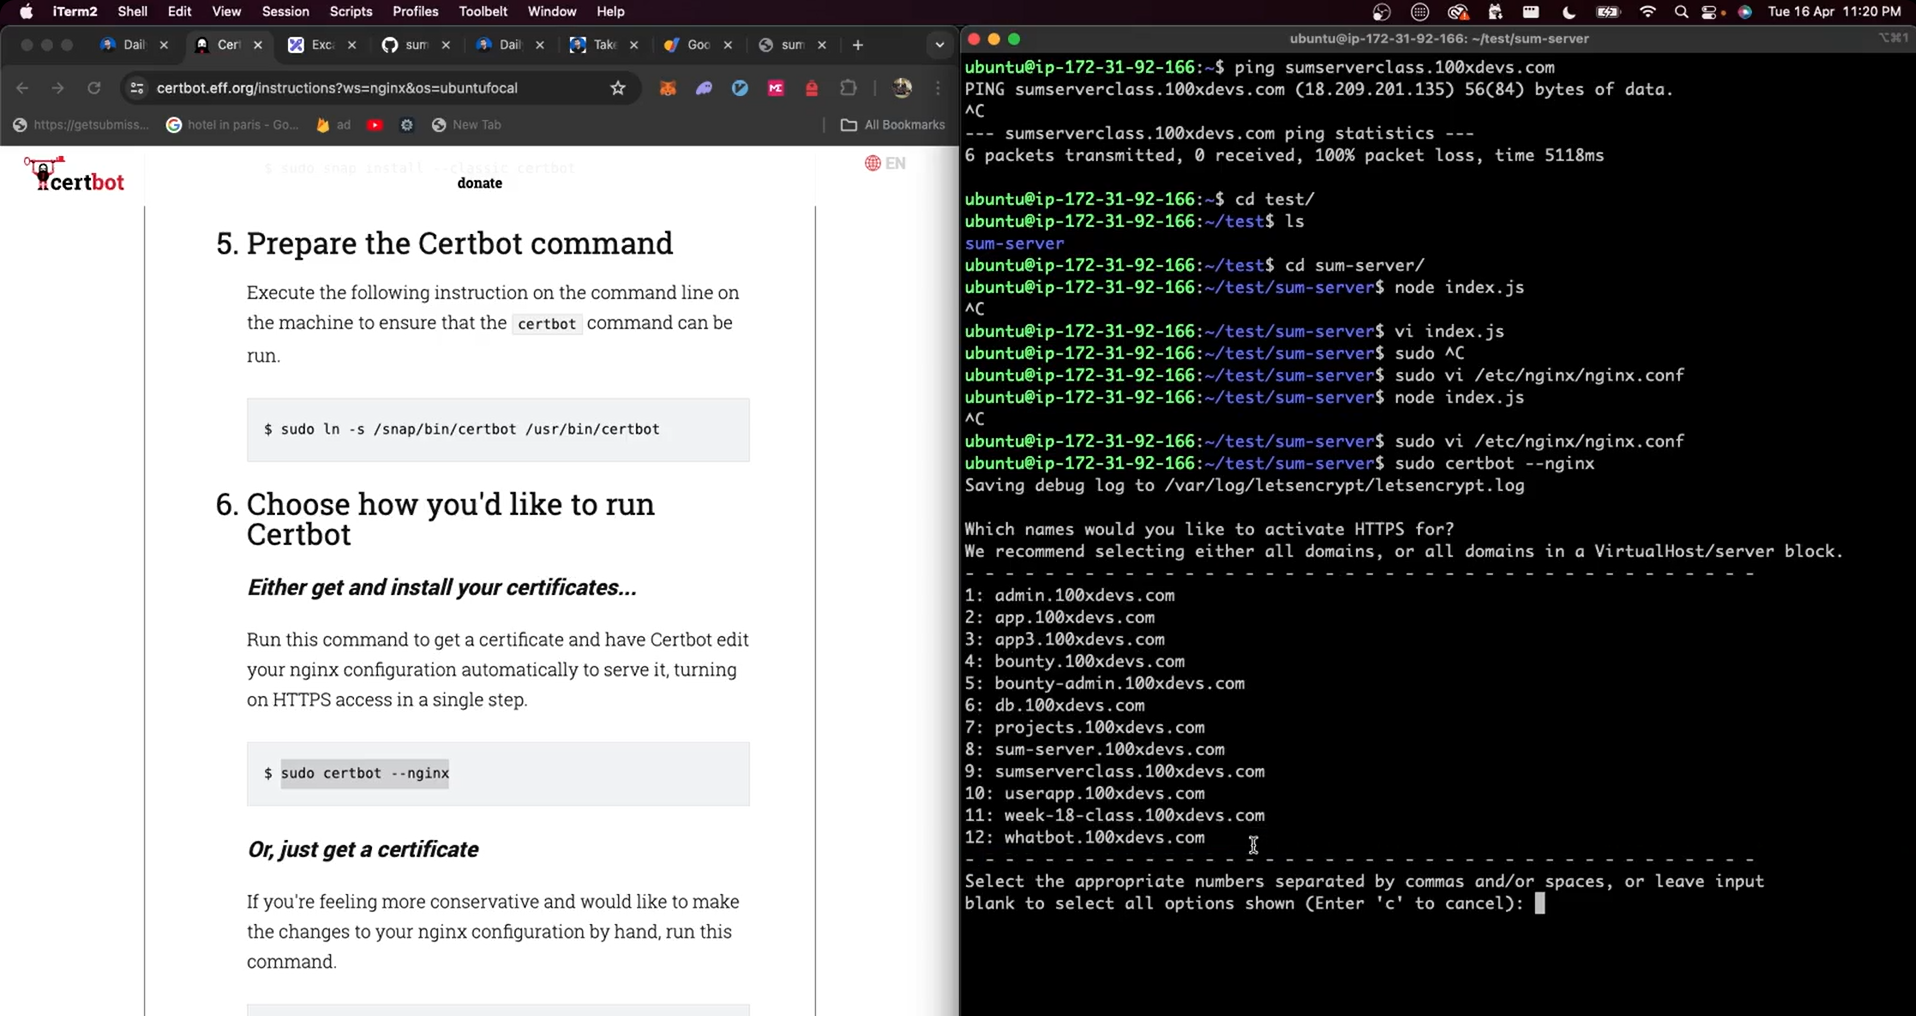 iTerm2 Shell Edit View Session Scripts Profiles Toolbelt Window Help Tue 16 Apr 11:20 PM
Dail Cert Exca sum Dail Take Goo sum
certbot.eff.org/instructions?ws=nginx&os=ubuntufocal
https://getsubmiss... hotel in paris - Go... ad New Tab All Bookmarks
certbot
$ sudo snap install --classic certbot
donate
EN
5. Prepare the Certbot command
Execute the following instruction on the command line on
the machine to ensure that the certbot command can be
run.
$ sudo ln -s /snap/bin/certbot /usr/bin/certbot
6. Choose how you'd like to run
Certbot
Either get and install your certificates...
Run this command to get a certificate and have Certbot edit
your nginx configuration automatically to serve it, turning
on HTTPS access in a single step.
$ sudo certbot --nginx
Or, just get a certificate
If you're feeling more conservative and would like to make
the changes to your nginx configuration by hand, run this
command.
ubuntu@ip-172-31-92-166: ~/test/sum-server
⌥⌘1
ubuntu@ip-172-31-92-166:~$ ping sumserverclass.100xdevs.com
PING sumserverclass.100xdevs.com (18.209.201.135) 56(84) bytes of data.
^C
--- sumserverclass.100xdevs.com ping statistics ---
6 packets transmitted, 0 received, 100% packet loss, time 5118ms
ubuntu@ip-172-31-92-166:~$ cd test/
ubuntu@ip-172-31-92-166:~/test$ ls
sum-server
ubuntu@ip-172-31-92-166:~/test$ cd sum-server/
ubuntu@ip-172-31-92-166:~/test/sum-server$ node index.js
^C
ubuntu@ip-172-31-92-166:~/test/sum-server$ vi index.js
ubuntu@ip-172-31-92-166:~/test/sum-server$ sudo ^C
ubuntu@ip-172-31-92-166:~/test/sum-server$ sudo vi /etc/nginx/nginx.conf
ubuntu@ip-172-31-92-166:~/test/sum-server$ node index.js
^C
ubuntu@ip-172-31-92-166:~/test/sum-server$ sudo vi /etc/nginx/nginx.conf
ubuntu@ip-172-31-92-166:~/test/sum-server$ sudo certbot --nginx
Saving debug log to /var/log/letsencrypt/letsencrypt.log
Which names would you like to activate HTTPS for?
We recommend selecting either all domains, or all domains in a VirtualHost/server block.
- - - - - - - - - - - - - - - - - - - - - - - - - - - - - - - - - - - - - - - -
1: admin.100xdevs.com
2: app.100xdevs.com
3: app3.100xdevs.com
4: bounty.100xdevs.com
5: bounty-admin.100xdevs.com
6: db.100xdevs.com
7: projects.100xdevs.com
8: sum-server.100xdevs.com
9: sumserverclass.100xdevs.com
10: userapp.100xdevs.com
11: week-18-class.100xdevs.com
12: whatbot.100xdevs.com
- - - - - - - - - - - - - - - - - - - - - - - - - - - - - - - - - - - - - - - -
Select the appropriate numbers separated by commas and/or spaces, or leave input
blank to select all options shown (Enter 'c' to cancel):